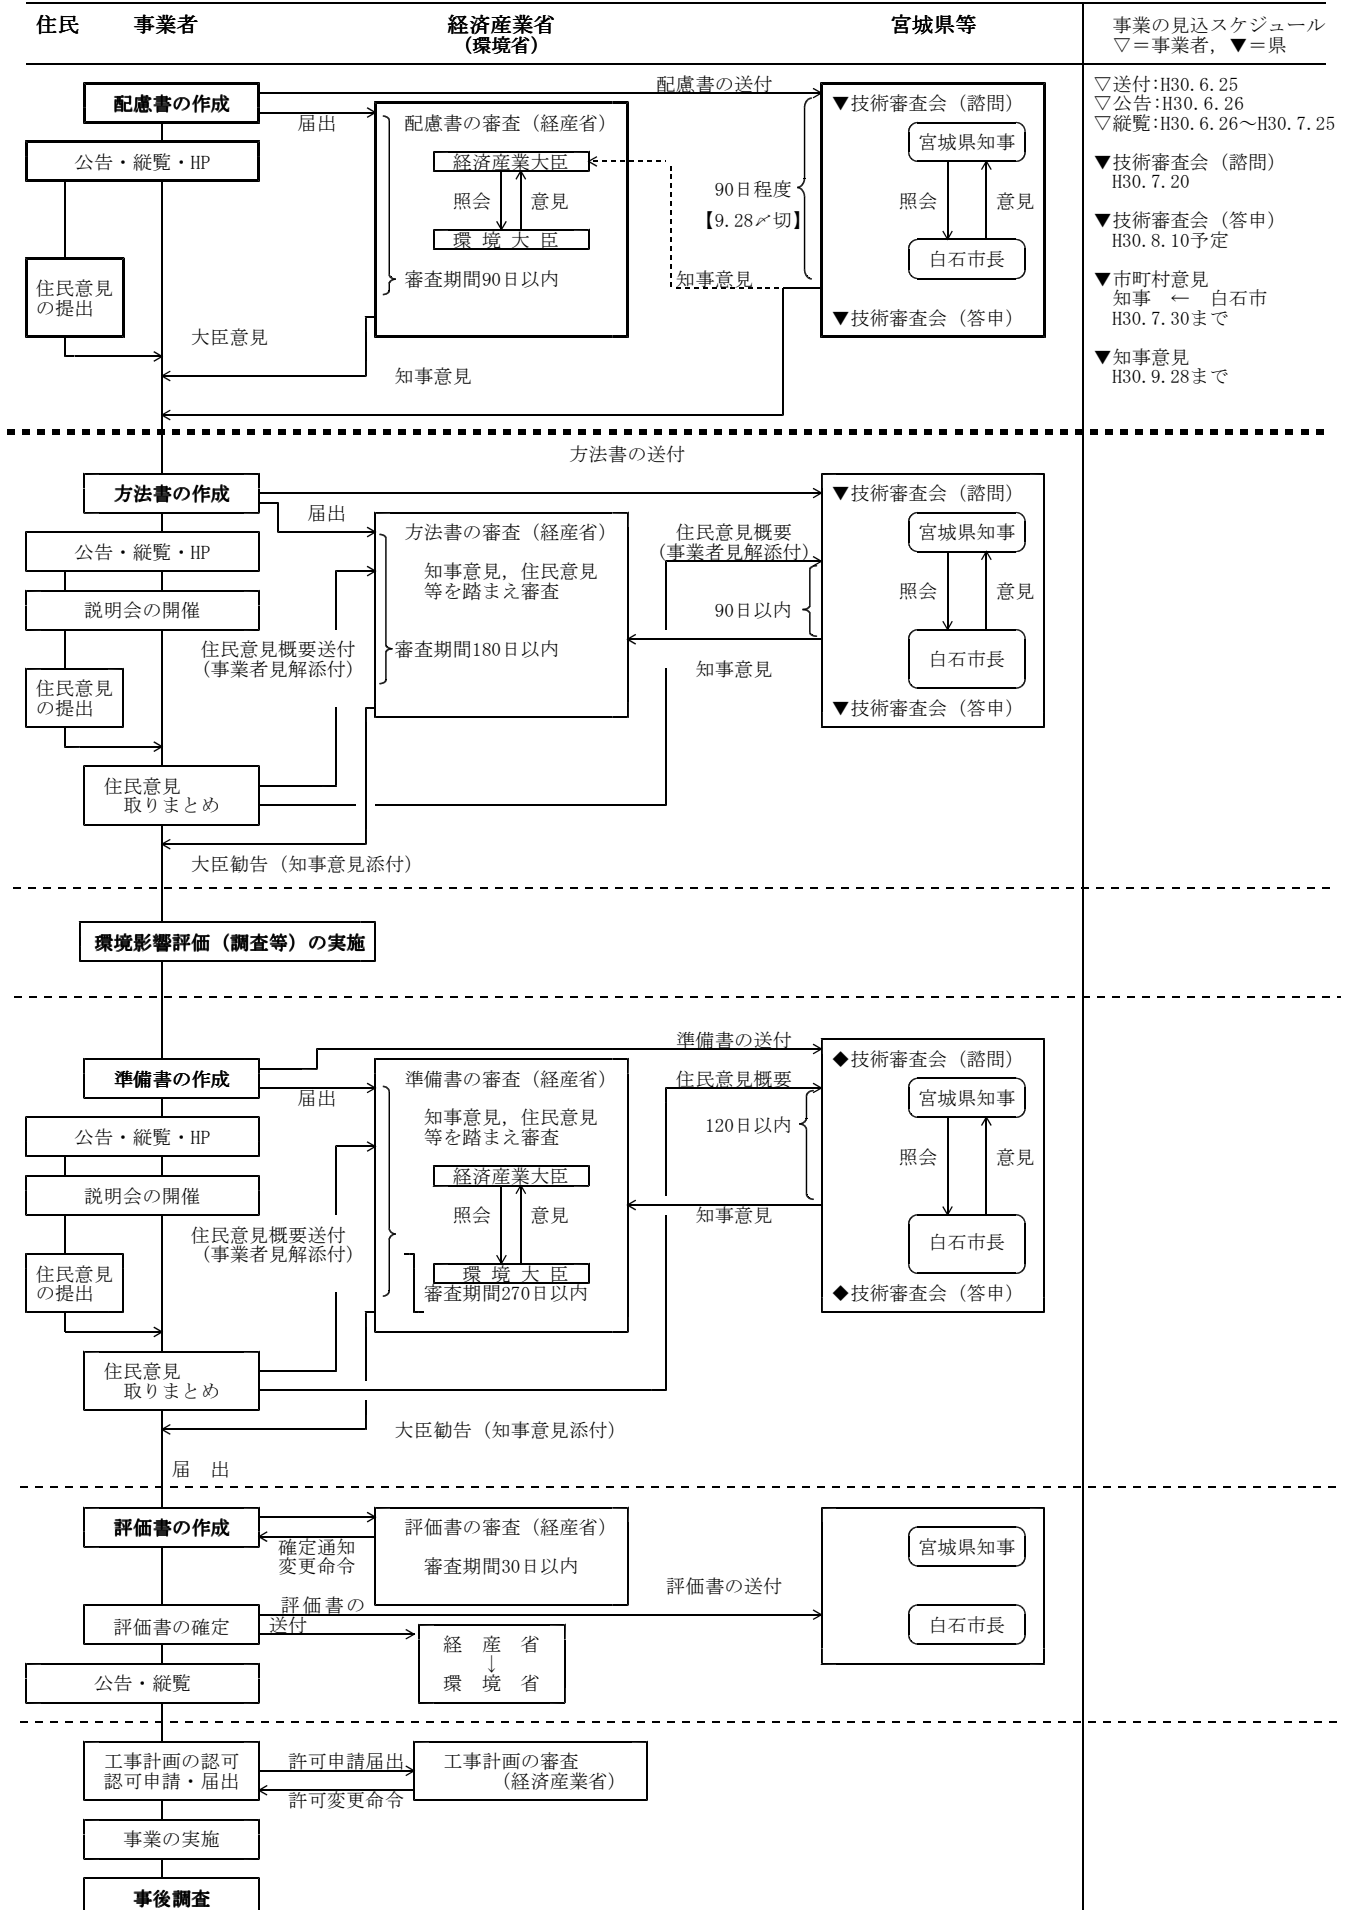 住民　事業者　経済産業省　宮城県等
（環境省）
事業の見込スケジュール
▽＝事業者，▼＝県
配慮書の作成
配慮書の送付
届出
公告・縦覧・HP
住民意見
の提出
配慮書の審査（経産省）
経済産業大臣
照会　意見
環 境 大 臣
審査期間90日以内
大臣意見
知事意見
90日程度
【9.28〆切】
知事意見
▼技術審査会（諮問）
宮城県知事
照会　意見
白石市長
▼技術審査会（答申）
▽送付：H30.6.25
▽公告：H30.6.26
▽縦覧：H30.6.26～H30.7.25
▼技術審査会（諮問）
H30.7.20
▼技術審査会（答申）
H30.8.10予定
▼市町村意見
知事　←　白石市
H30.7.30まで
▼知事意見
H30.9.28まで
方法書の送付
方法書の作成
届出
公告・縦覧・HP
説明会の開催
住民意見
の提出
住民意見概要送付
（事業者見解添付）
方法書の審査（経産省）
知事意見，住民意見
等を踏まえ審査
審査期間180日以内
住民意見概要
（事業者見解添付）
90日以内
知事意見
▼技術審査会（諮問）
宮城県知事
照会　意見
白石市長
▼技術審査会（答申）
住民意見
取りまとめ
大臣勧告（知事意見添付）
環境影響評価（調査等）の実施
準備書の送付
準備書の作成
届出
公告・縦覧・HP
説明会の開催
住民意見
の提出
住民意見概要送付
（事業者見解添付）
準備書の審査（経産省）
知事意見，住民意見
等を踏まえ審査
経済産業大臣
照会　意見
環 境 大 臣
審査期間270日以内
住民意見概要
120日以内
知事意見
◆技術審査会（諮問）
宮城県知事
照会　意見
白石市長
◆技術審査会（答申）
住民意見
取りまとめ
大臣勧告（知事意見添付）
届　出
評価書の作成
確定通知
変更命令
評価書の審査（経産省）
審査期間30日以内
評価書の送付
宮城県知事
白石市長
評価書の確定
評価書の
送付
経　産　省
↓
環　境　省
公告・縦覧
工事計画の認可
認可申請・届出
許可申請届出
許可変更命令
工事計画の審査
（経済産業省）
事業の実施
事後調査